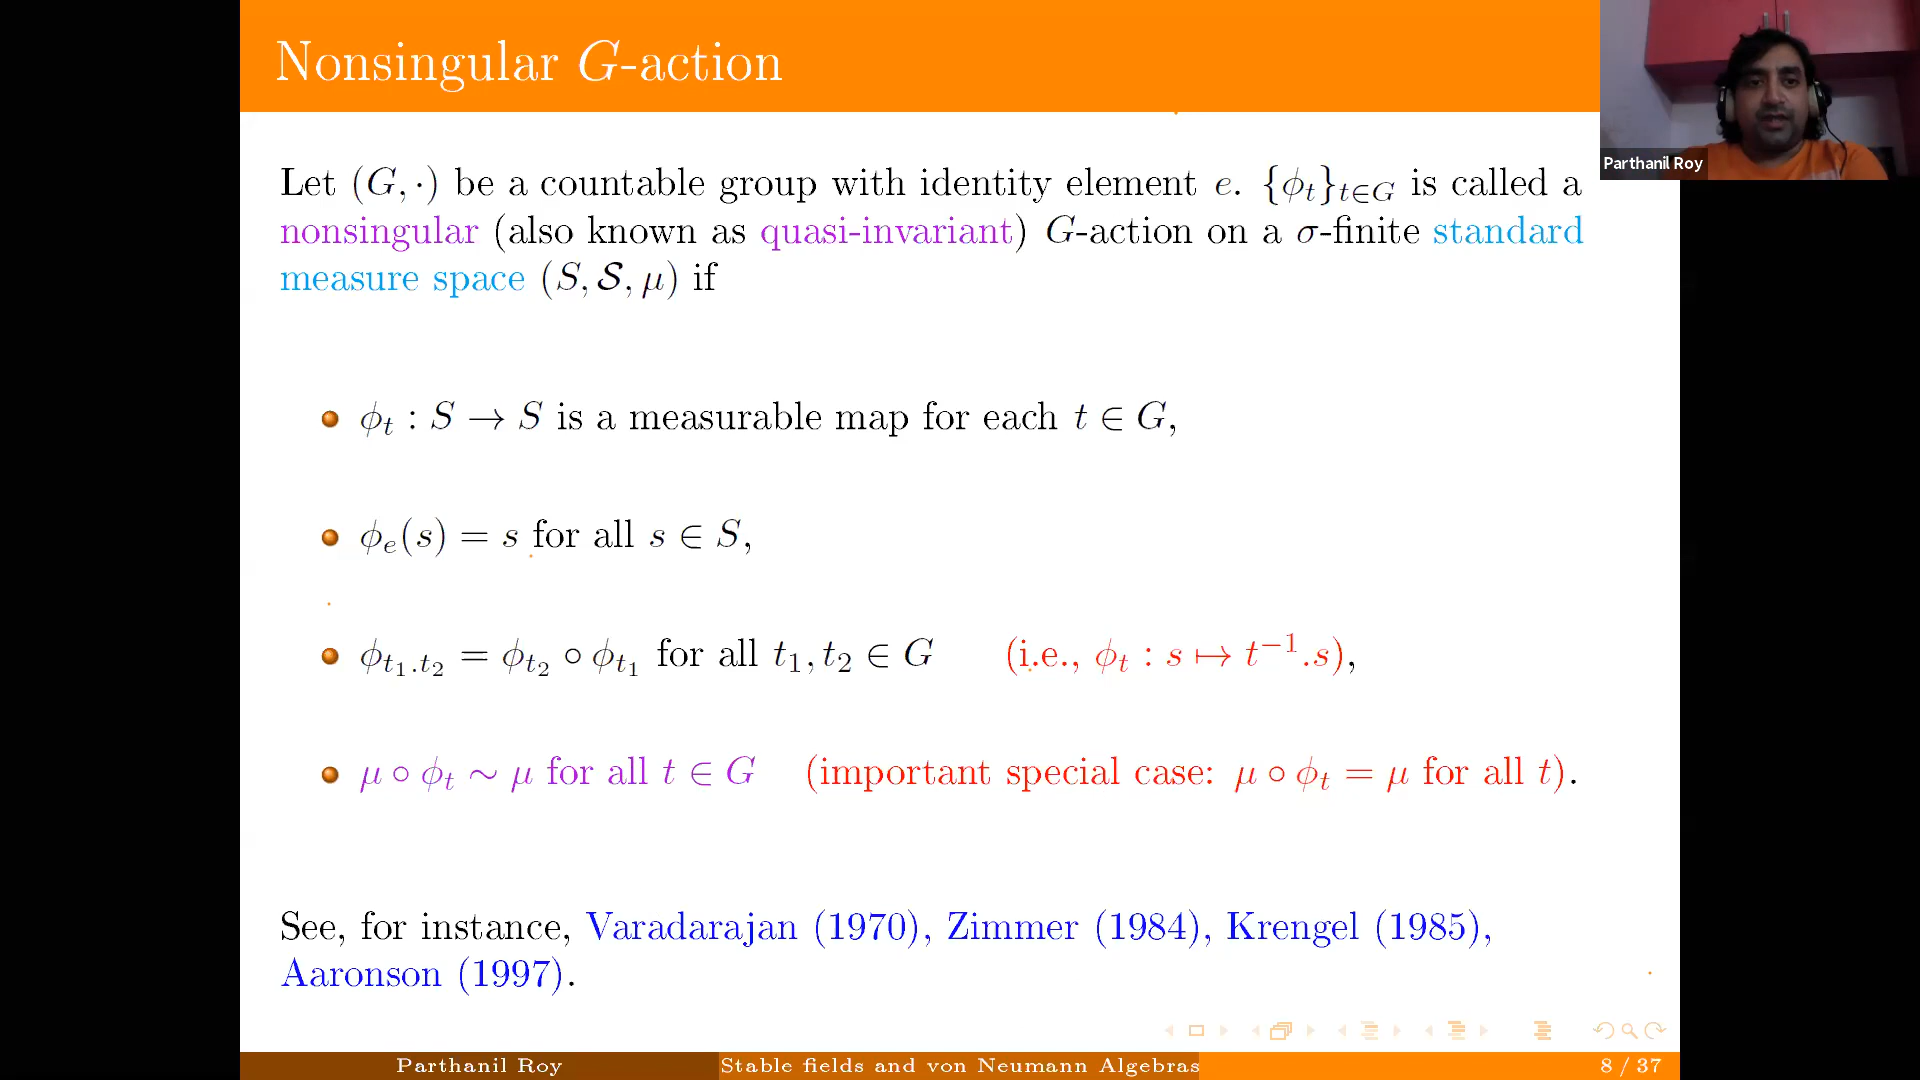 Nonsingular G-action
Parthanil Roy
Let (G, ·) be a countable group with identity element e. {ϕ_t}_{t∈G} is called a
nonsingular (also known as quasi-invariant) G-action on a σ-finite standard
measure space (S, 𝒮, μ) if
ϕ_t : S → S is a measurable map for each t ∈ G,
ϕ_e(s) = s for all s ∈ S,
ϕ_{t_1.t_2} = ϕ_{t_2} ∘ ϕ_{t_1} for all t_1, t_2 ∈ G (i.e., ϕ_t : s ↦ t^{-1}.s),
μ ∘ ϕ_t ∼ μ for all t ∈ G (important special case: μ ∘ ϕ_t = μ for all t).
See, for instance, Varadarajan (1970), Zimmer (1984), Krengel (1985),
Aaronson (1997).
Parthanil Roy Stable fields and von Neumann Algebras 8 / 37